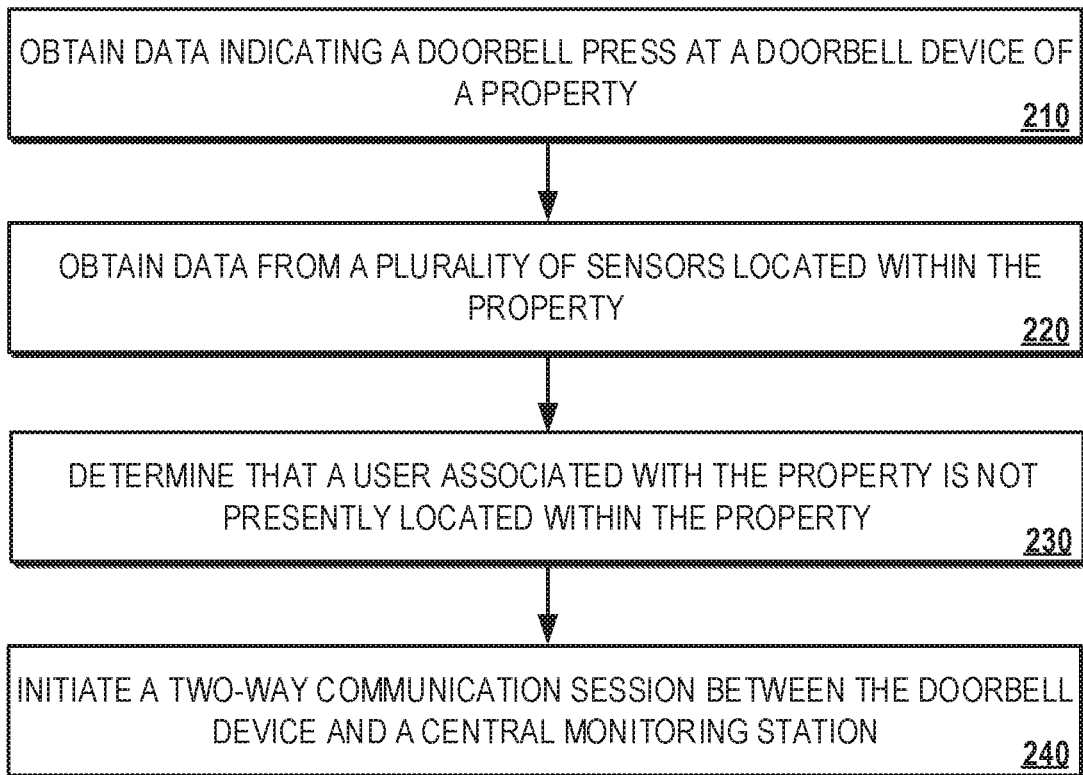 OBTAIN DATA INDICATING A DOORBELL PRESS AT A DOORBELL DEVICE OF
A PROPERTY
210
OBTAIN DATA FROM A PLURALITY OF SENSORS LOCATED WITHIN THE
PROPERTY
220
DETERMINE THAT A USER ASSOCIATED WITH THE PROPERTY IS NOT
PRESENTLY LOCATED WITHIN THE PROPERTY
230
INITIATE A TWO-WAY COMMUNICATION SESSION BETWEEN THE DOORBELL
DEVICE AND A CENTRAL MONITORING STATION
240